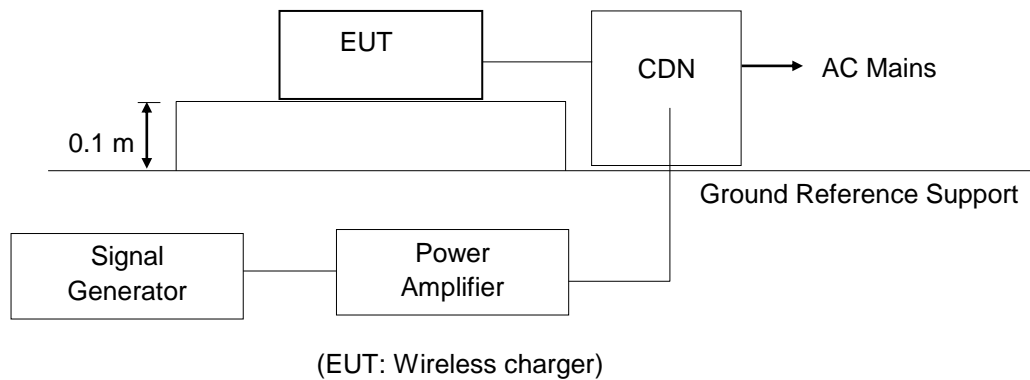 EUT
CDN
AC Mains
0.1 m
Ground Reference Support
Signal
Generator
Power
Amplifier
(EUT: Wireless charger)